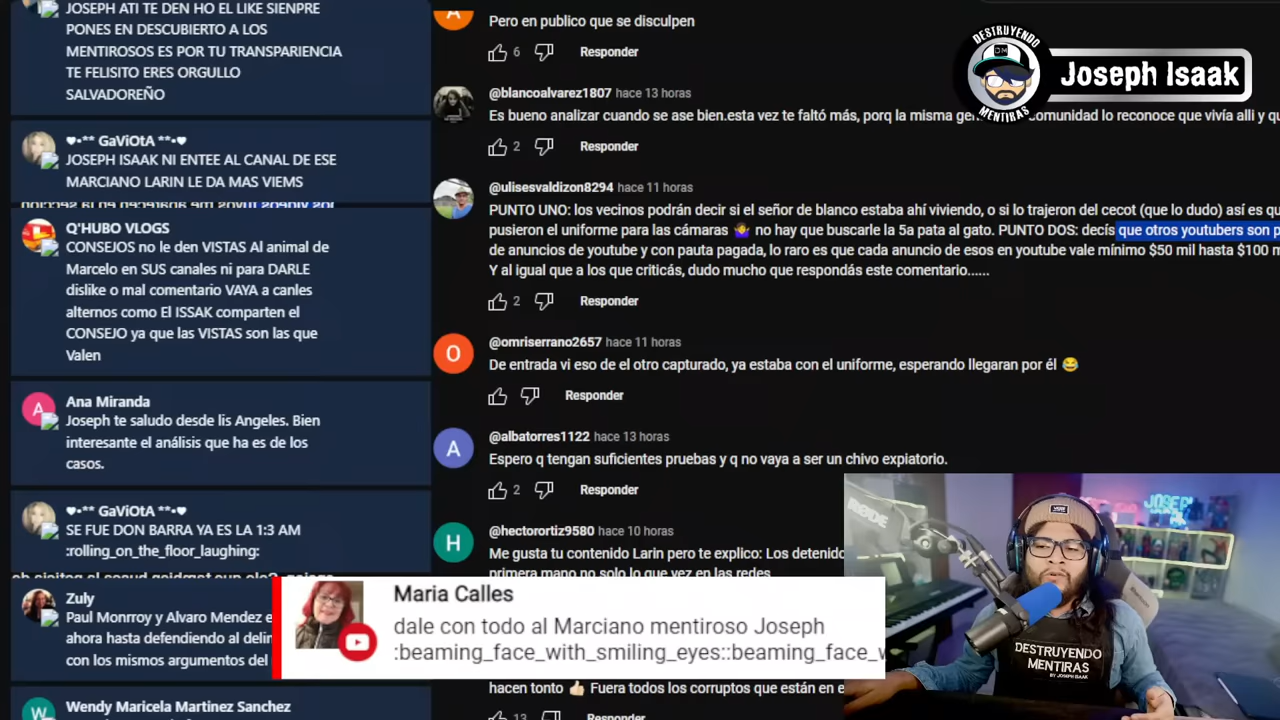 JOSEPH ATI TE DEN HO EL LIKE SIENPRE
PONES EN DESCUBIERTO A LOS
MENTIROSOS ES POR TU TRANSPARIENCIA
TE FELISITO ERES ORGULLO
SALVADOREÑO
♥•** GaViOtA **•♥
JOSEPH ISAAK NI ENTEE AL CANAL DE ESE
MARCIANO LARIN LE DA MAS VIEMS
Q'HUBO VLOGS
CONSEJOS no le den VISTAS Al animal de
Marcelo en SUS canales ni para DARLE
dislike o mal comentario VAYA a canles
alternos como El ISSAK comparten el
CONSEJO ya que las VISTAS son las que
Valen
A
Ana Miranda
Joseph te saludo desde lis Angeles. Bien
interesante el análisis que ha es de los
casos.
♥•** GaViOtA **•♥
SE FUE DON BARRA YA ES LA 1:3 AM
:rolling_on_the_floor_laughing:
Zuly
Paul Monrroy y Alvaro Mendez
ahora hasta defendiendo al
con los mismos argumentos del
W
Wendy Maricela Martinez Sanchez
A
Pero en publico que se disculpen
6 Responder
@blancoalvarez1807 hace 13 horas
Es bueno analizar cuando se ase bien.esta vez te faltó más, porq la misma comunidad lo reconoce que vivía alli y
2 Responder
@ulisesvaldizon8294 hace 11 horas
PUNTO UNO: los vecinos podrán decir si el señor de blanco estaba ahí viviendo, o si lo trajeron del cecot (que lo dudo) así es
pusieron el uniforme para las cámaras 🤷‍♀️ no hay que buscarle la 5a pata al gato. PUNTO DOS: decís que otros youtubers son
de anuncios de youtube y con pauta pagada, lo raro es que cada anuncio de esos en youtube vale mínimo $50 mil hasta $100
Y al igual que a los que criticás, dudo mucho que respondás este comentario......
2 Responder
O
@omriserrano2657 hace 11 horas
De entrada vi eso de el otro capturado, ya estaba con el uniforme, esperando llegaran por él 😂
Responder
A
@albatorres1122 hace 13 horas
Espero q tengan suficientes pruebas y q no vaya a ser un chivo expiatorio.
2 Responder
H
@hectorortiz9580 hace 10 horas
Me gusta tu contenido Larin pero te explico: Los detenido
primera mano no solo lo que vez en las redes
hacen tonto 👍🏻 Fuera todos los corruptos que están en
13 Responder
Maria Calles
dale con todo al Marciano mentiroso Joseph
:beaming_face_with_smiling_eyes::beaming_face_
DESTRUYENDO
DM
MENTIRAS
Joseph Isaak
RØDE
JOSEPH
DESTRUYENDO
MENTIRAS
BY JOSEPH ISAAK